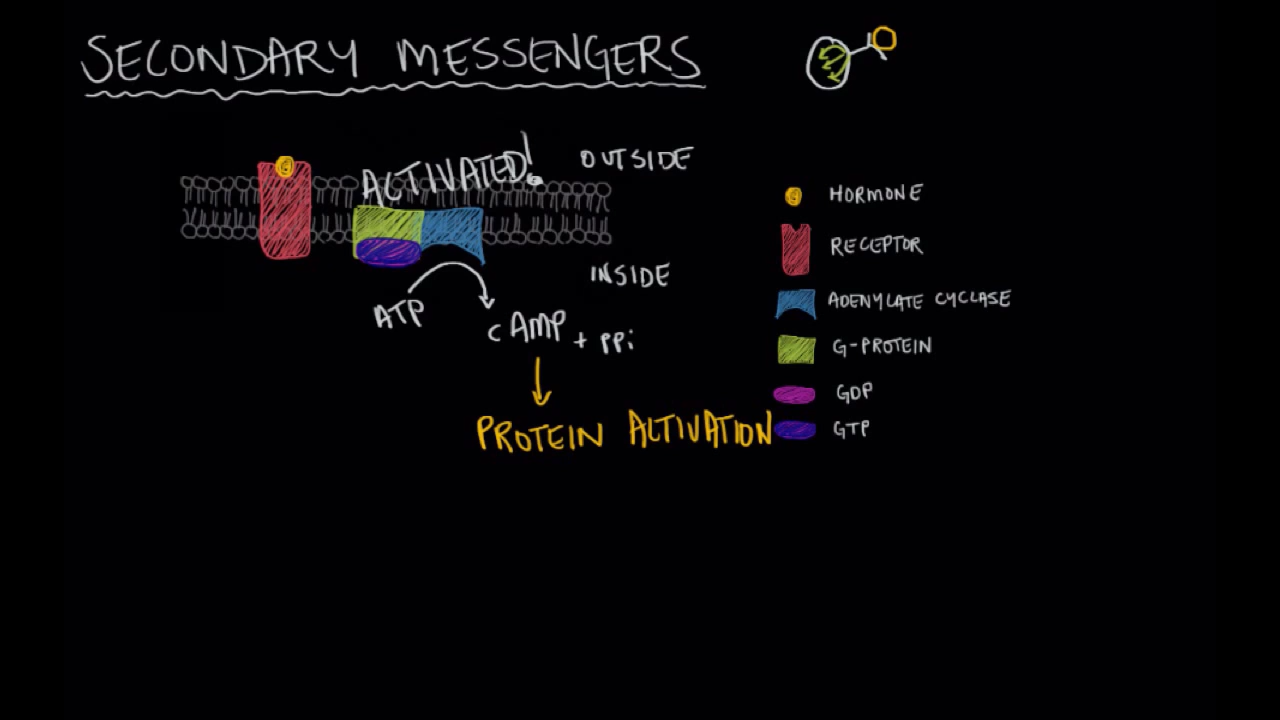 SECONDARY MESSENGERS
ACTIVATED!
OUTSIDE
INSIDE
ATP
cAMP + PPi
PROTEIN ACTIVATION
HORMONE
RECEPTOR
ADENYLATE CYCLASE
G-PROTEIN
GDP
GTP